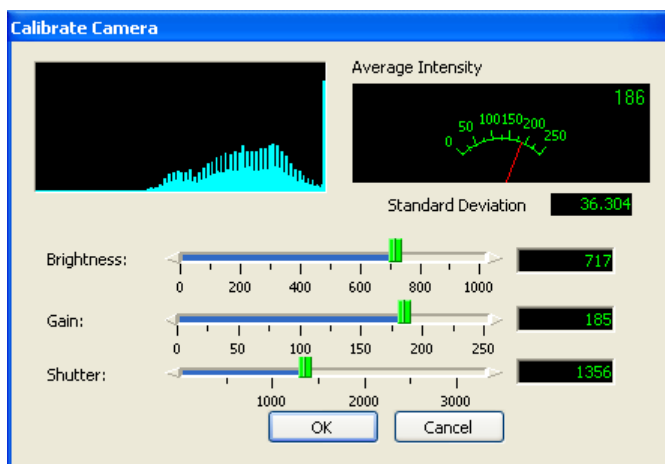 Calibrate Camera
Average Intensity
186
0 50 100 150 200 250
Standard Deviation 36.304
Brightness: 717
0 200 400 600 800 1000
Gain: 185
0 50 100 150 200 250
Shutter: 1356
1000 2000 3000
OK Cancel